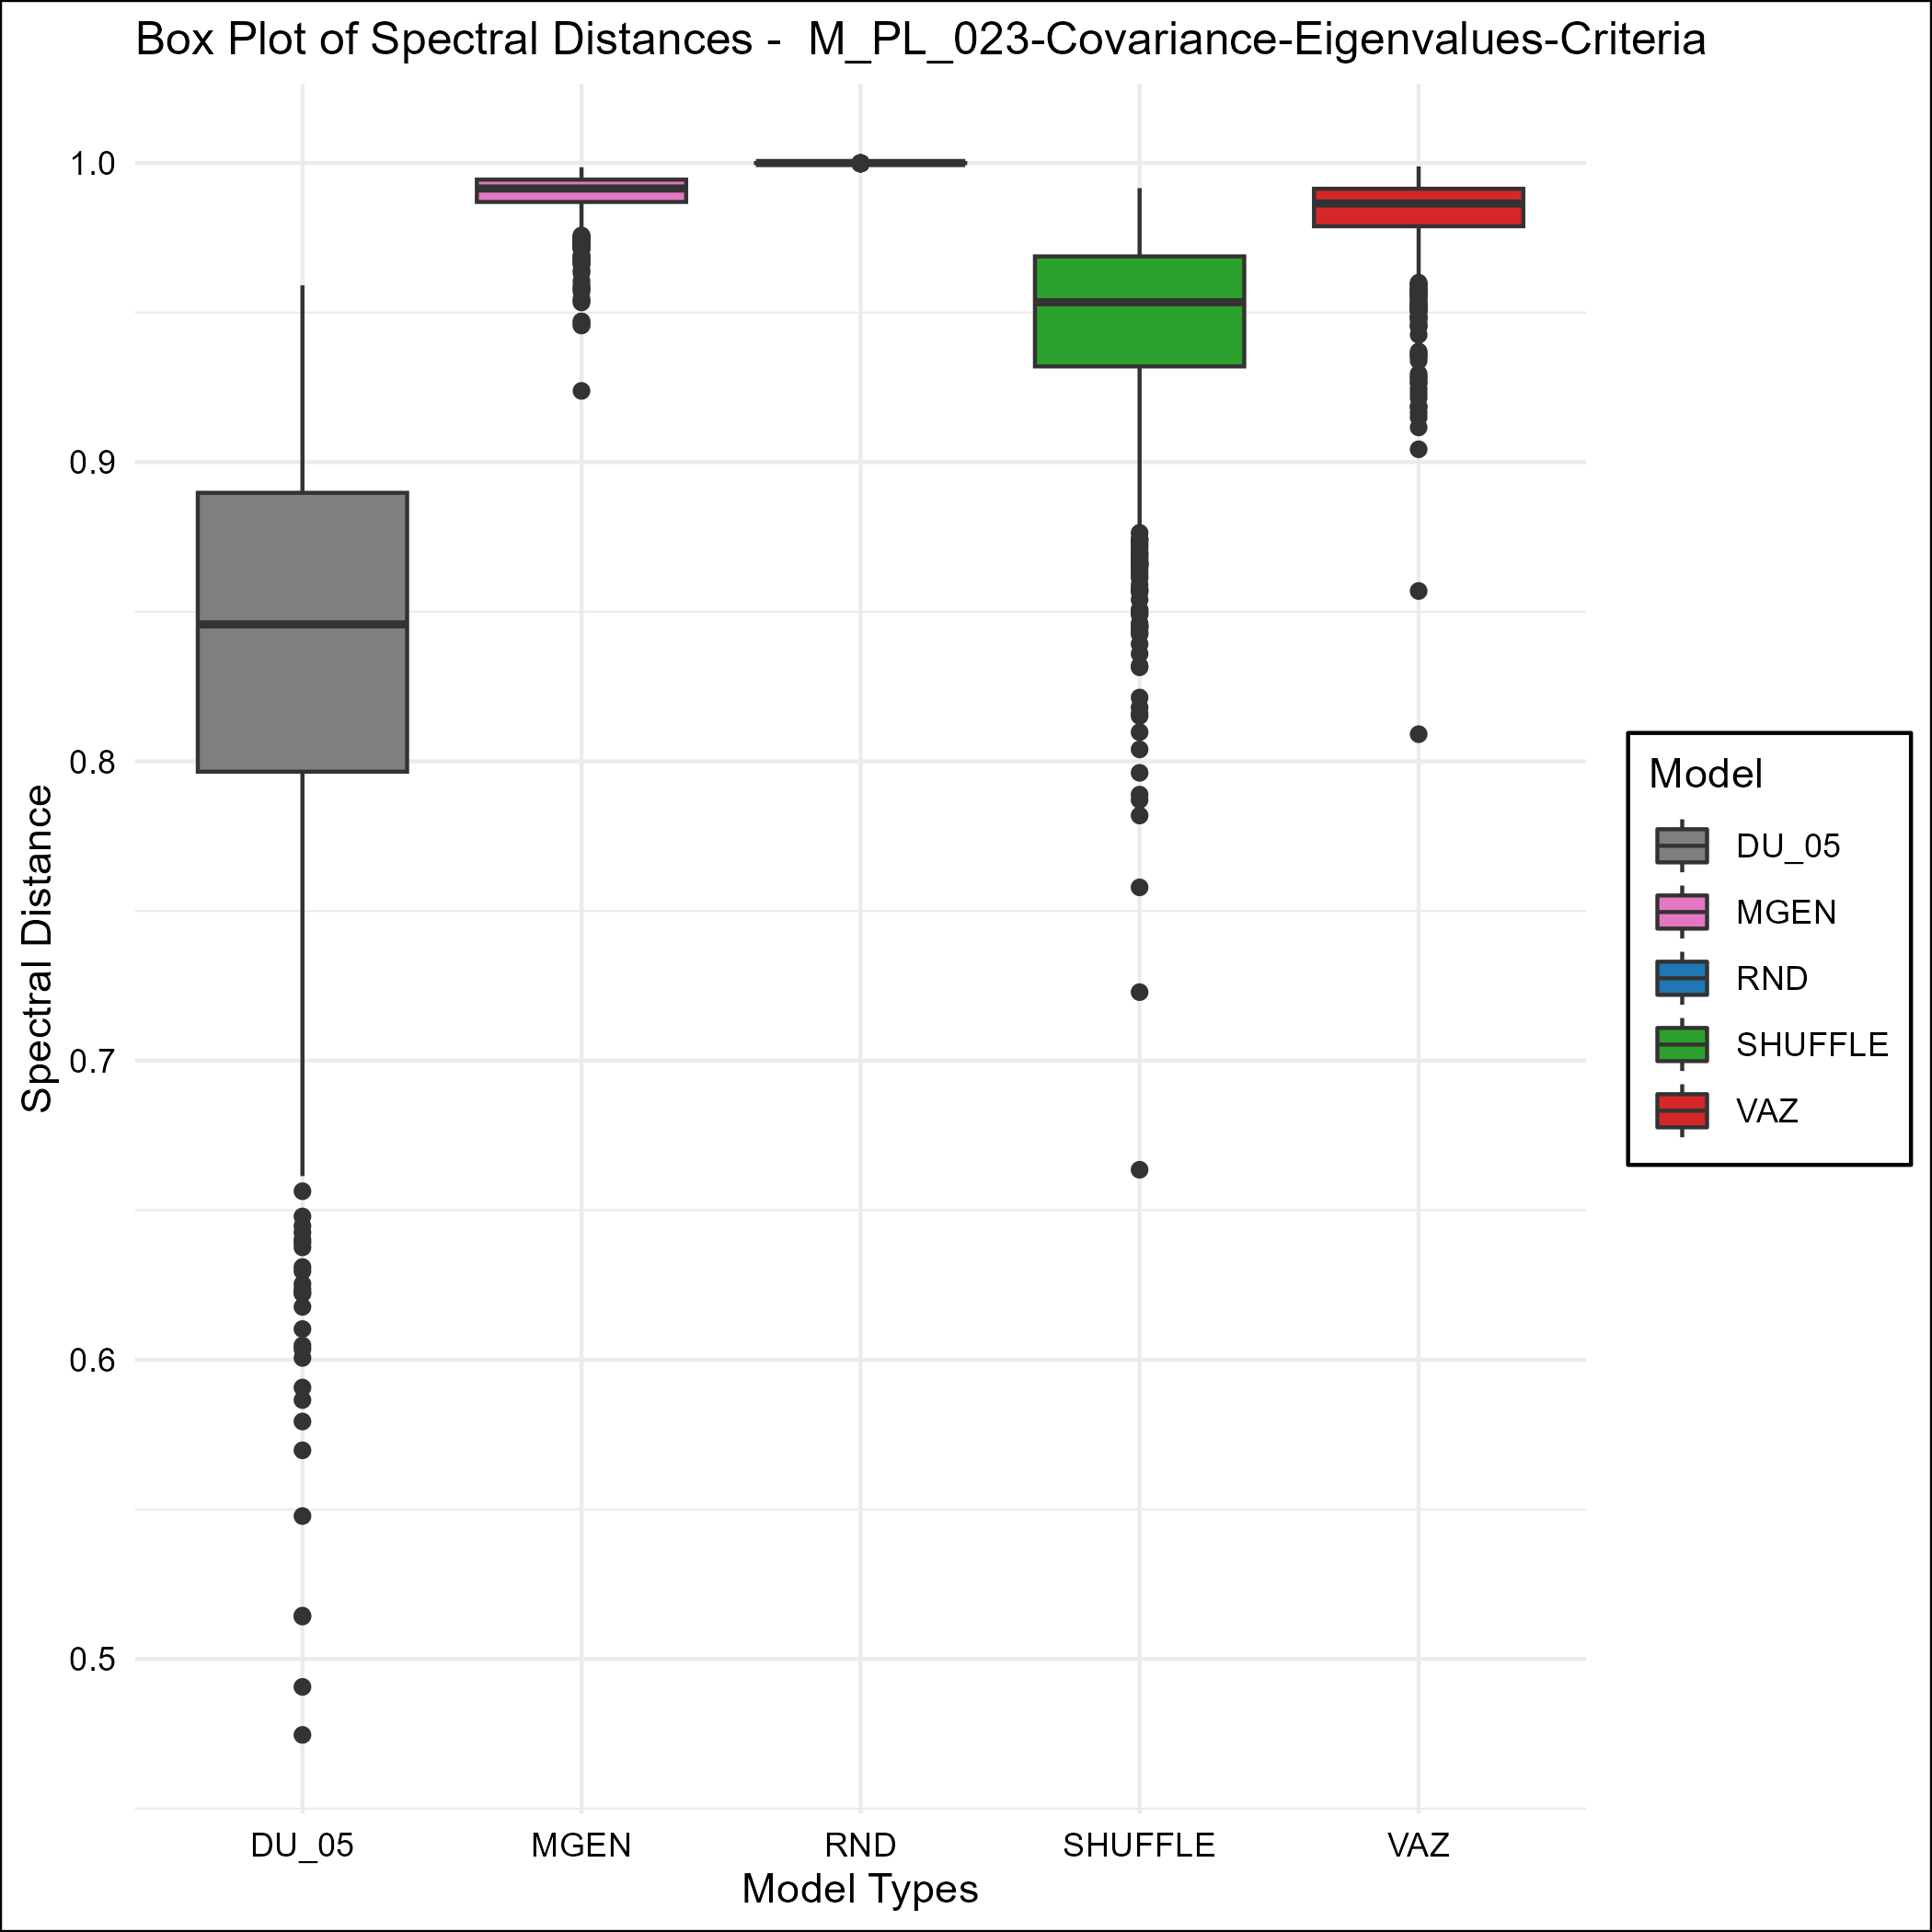 Box Plot of Spectral Distances -  M_PL_023-Covariance-Eigenvalues-Criteria
1.0
0.9
0.8
0.7
0.6
0.5
Spectral Distance
DU_05
MGEN
RND
SHUFFLE
VAZ
Model Types
Model
DU_05
MGEN
RND
SHUFFLE
VAZ